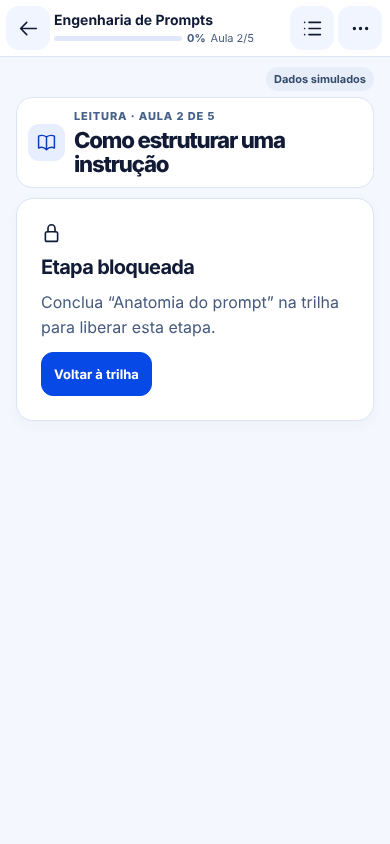 Engenharia de Prompts
0% Aula 2/5
Dados simulados
LEITURA · AULA 2 DE 5
Como estruturar uma
instrução
Etapa bloqueada
Conclua “Anatomia do prompt” na trilha
para liberar esta etapa.
Voltar à trilha